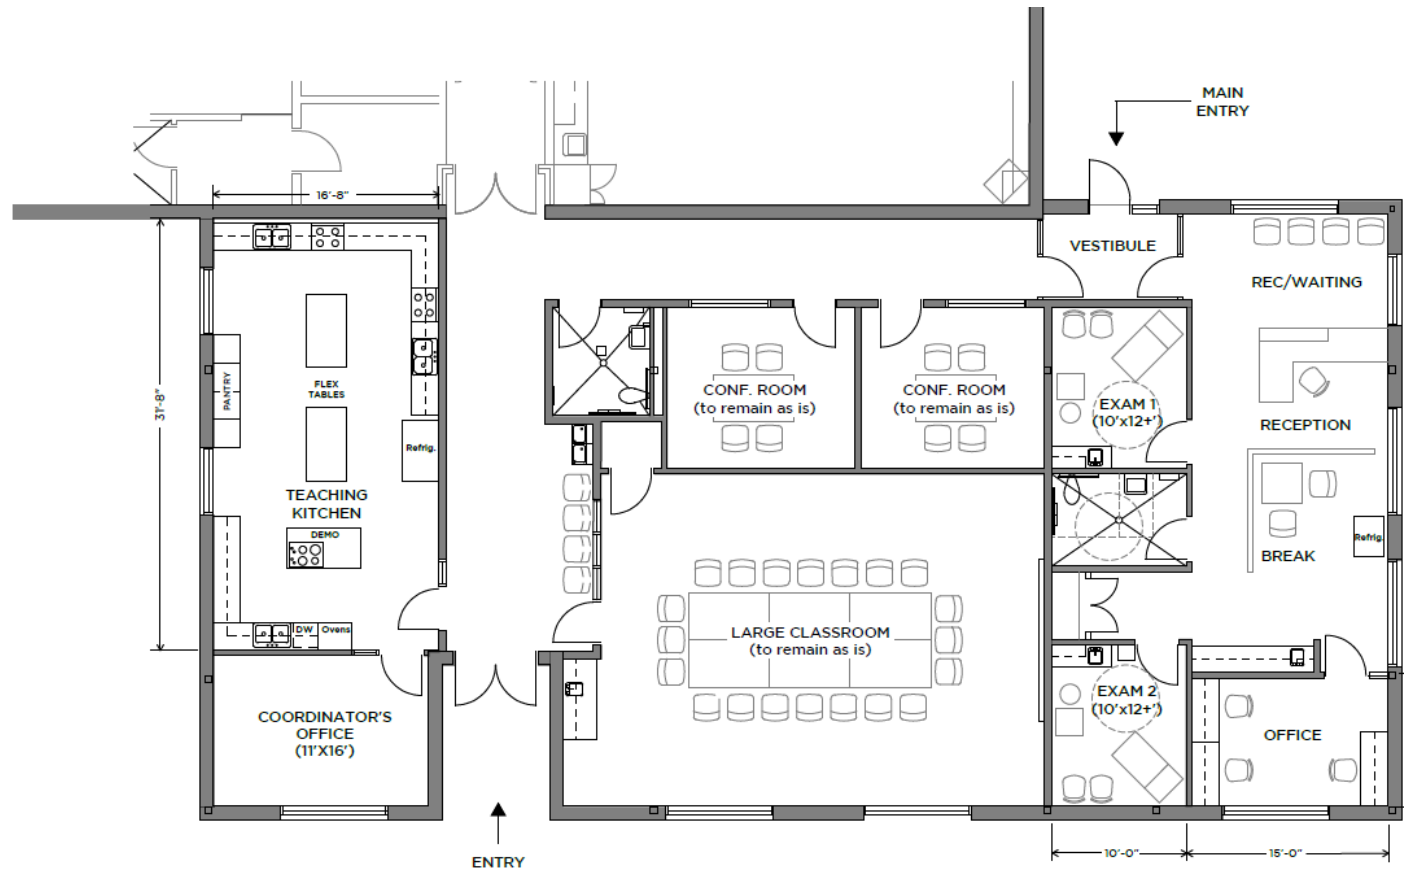 MAIN
ENTRY
16'-8"
VESTIBULE
REC/WAITING
31'-8"
PANTRY
FLEX
TABLES
CONF. ROOM
(to remain as is)
CONF. ROOM
(to remain as is)
EXAM 1
(10'x12+')
RECEPTION
Refrig.
TEACHING
KITCHEN
DEMO
Refrig.
BREAK
DW
Ovens
LARGE CLASSROOM
(to remain as is)
EXAM 2
(10'x12+')
COORDINATOR'S
OFFICE
(11'X16')
OFFICE
ENTRY
10'-0"
15'-0"